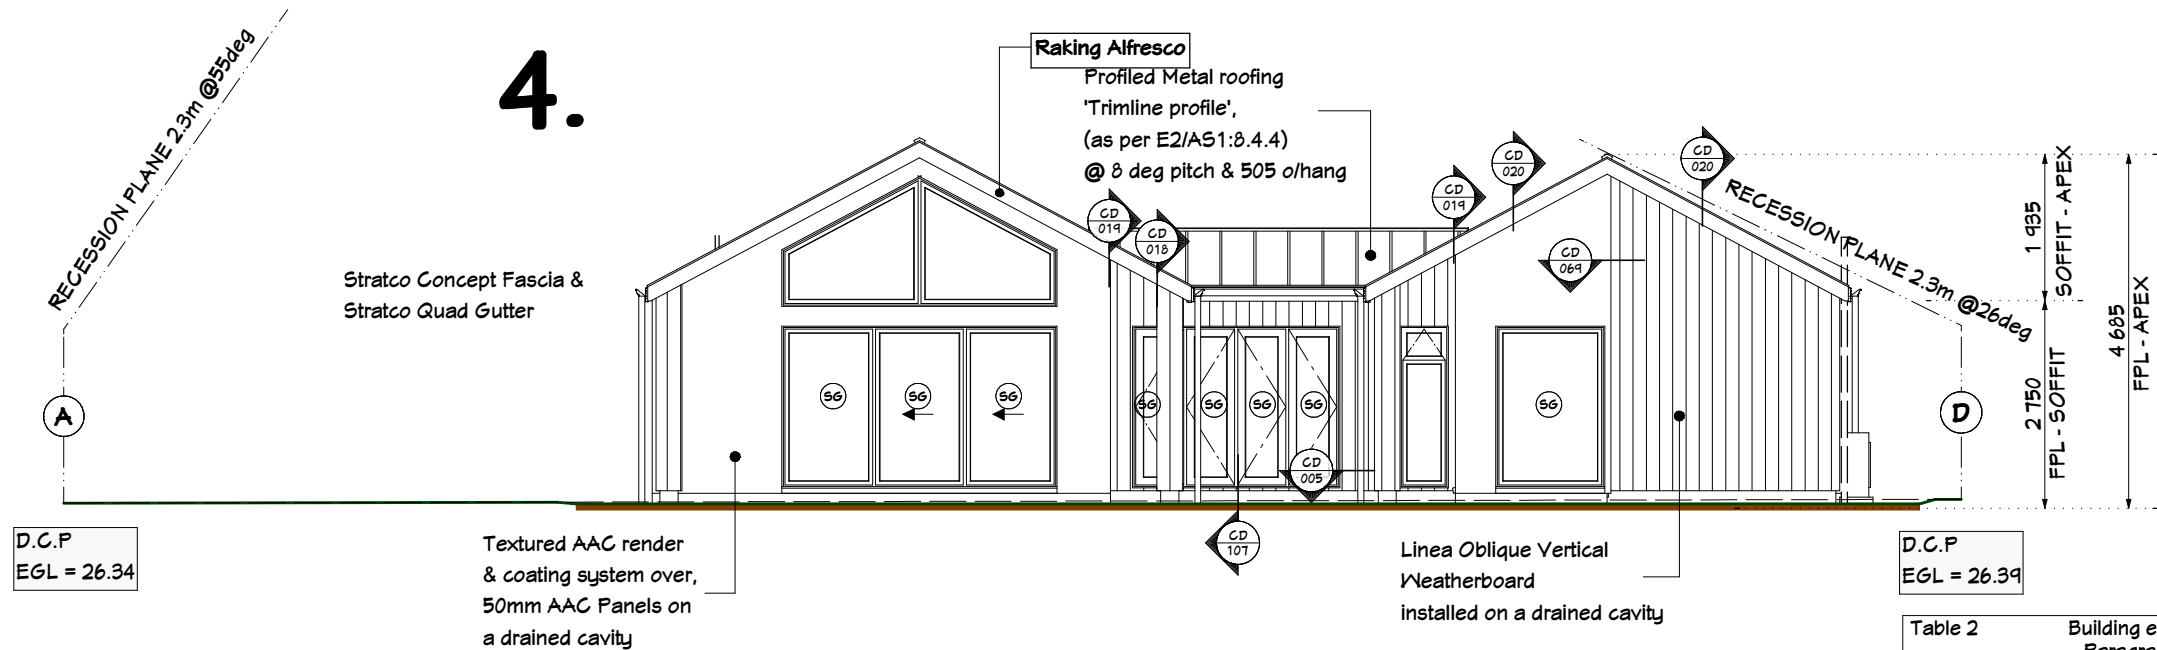 4.
RECESSION PLANE 2.3m @55deg
Raking Alfresco
Profiled Metal roofing
'Trimline profile',
(as per E2/AS1:8.4.4)
@ 8 deg pitch & 505 o/hang
CD
020
CD
020
CD
019
CD
019
CD
018
CD
069
RECESSION PLANE 2.3m @26deg
1 935
SOFFIT - APEX
4 685
FPL - APEX
2 750
FPL - SOFFIT
Stratco Concept Fascia &
Stratco Quad Gutter
SG
SG
SG
SG
SG
SG
SG
SG
A
D
CD
005
CD
107
D.C.P
EGL = 26.34
Textured AAC render
& coating system over,
50mm AAC Panels on
a drained cavity
Linea Oblique Vertical
Weatherboard
installed on a drained cavity
D.C.P
EGL = 26.39
Table 2
Building e